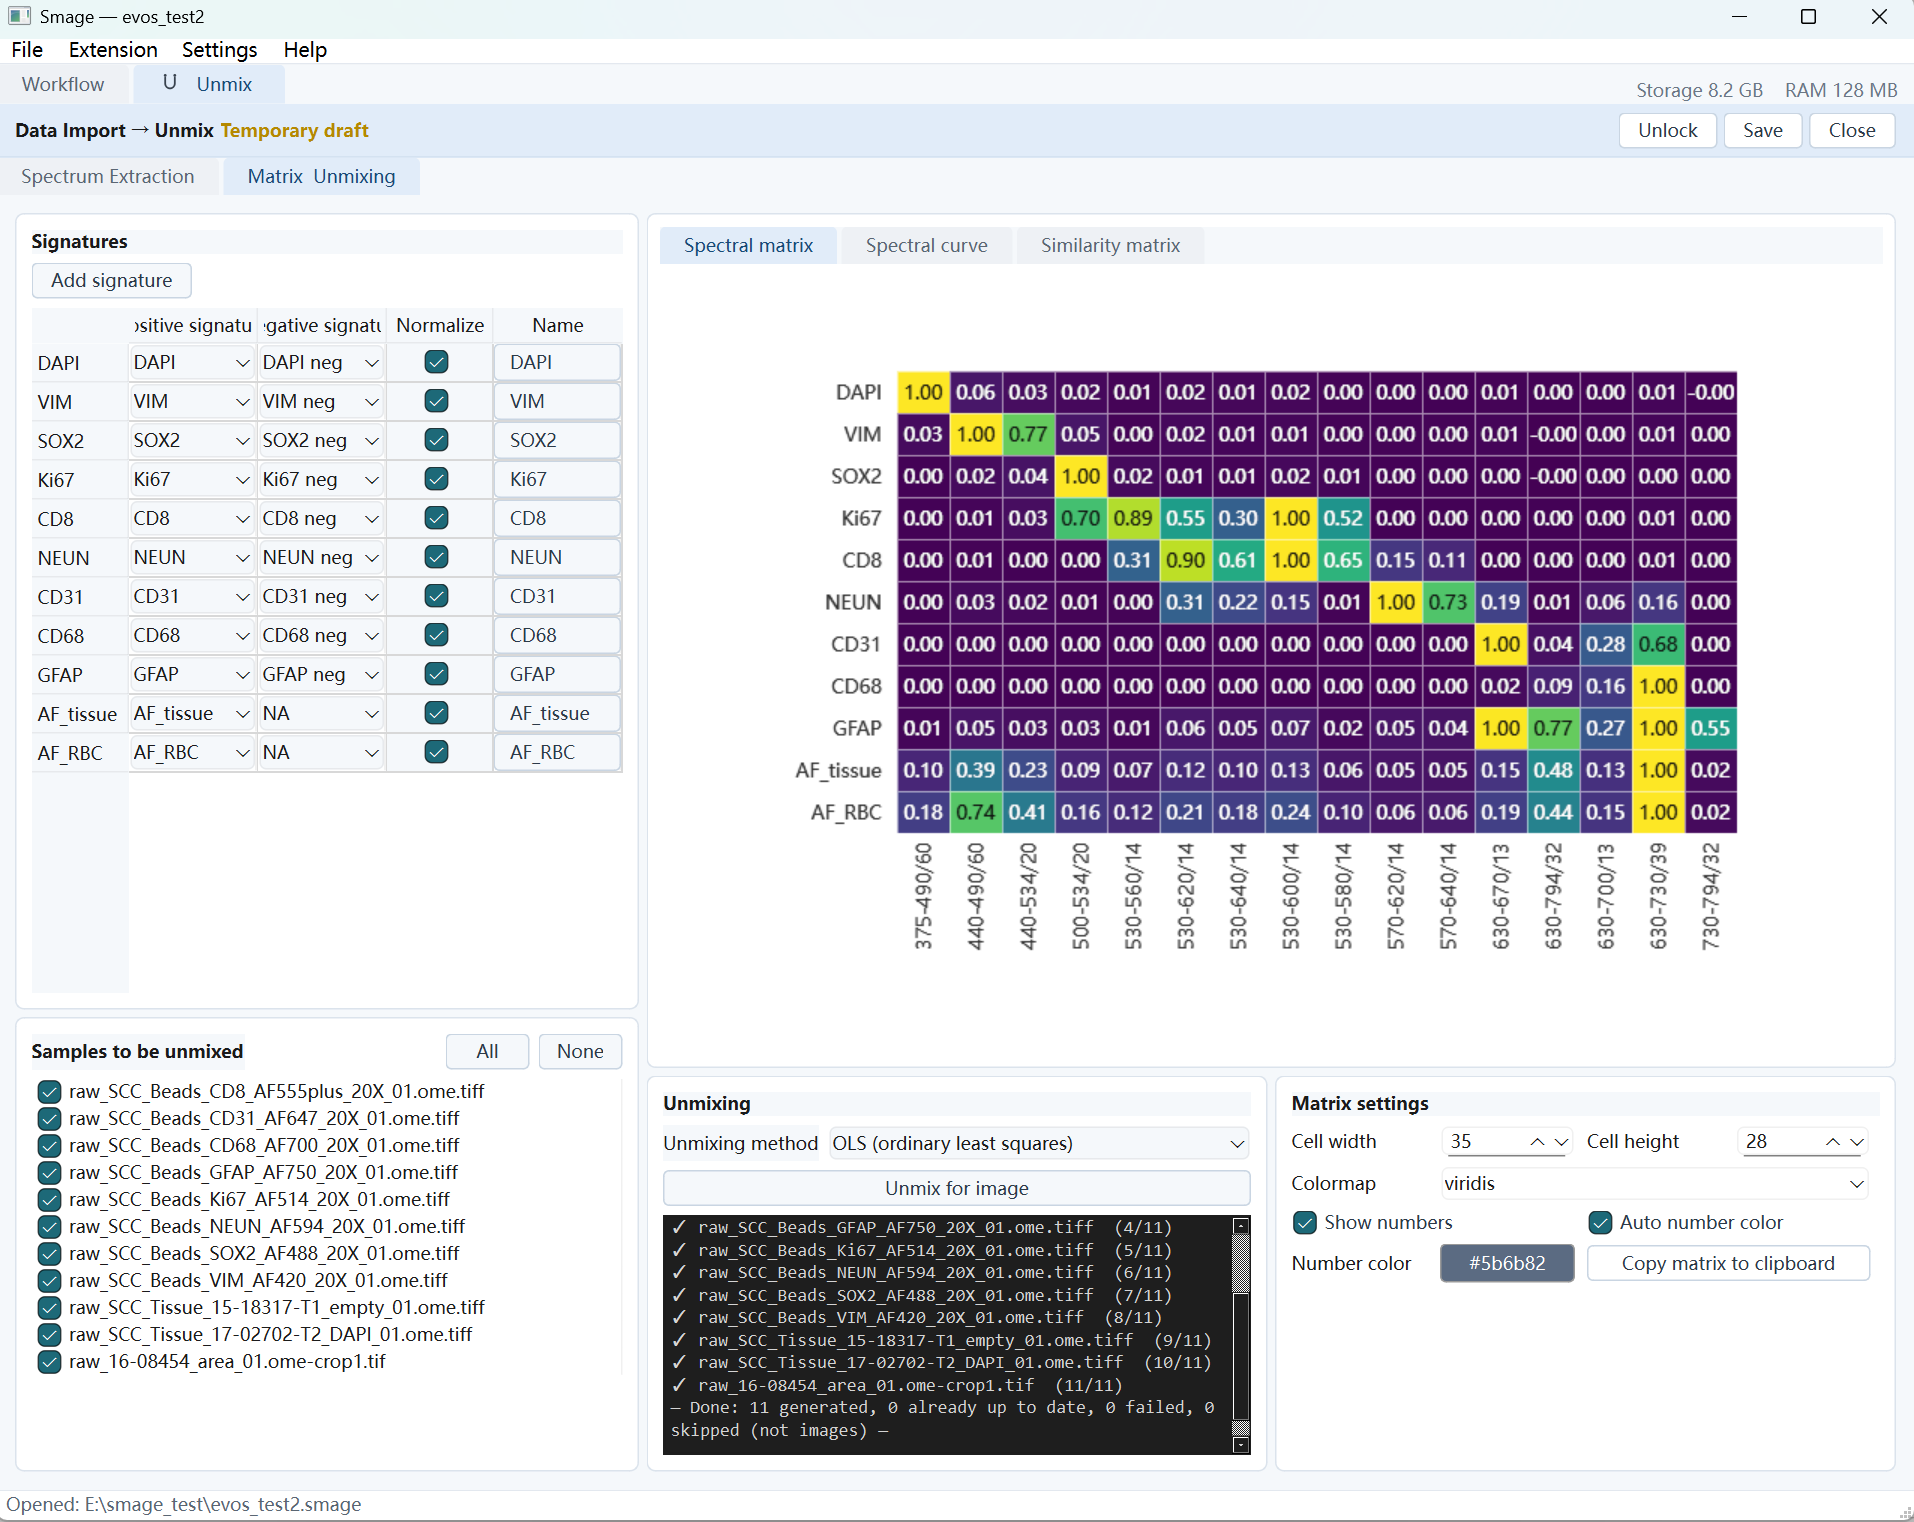 Smage — evos_test2
File Extension Settings Help
Workflow U Unmix
Storage 8.2 GB RAM 128 MB
Data Import → Unmix Temporary draft
Unlock Save Close
Spectrum Extraction Matrix Unmixing
Signatures
Add signature
ositive signatu gative signatu Normalize Name
DAPI DAPI DAPI neg DAPI
VIM VIM VIM neg VIM
SOX2 SOX2 SOX2 neg SOX2
Ki67 Ki67 Ki67 neg Ki67
CD8 CD8 CD8 neg CD8
NEUN NEUN NEUN neg NEUN
CD31 CD31 CD31 neg CD31
CD68 CD68 CD68 neg CD68
GFAP GFAP GFAP neg GFAP
AF_tissue AF_tissue NA AF_tissue
AF_RBC AF_RBC NA AF_RBC
Spectral matrix Spectral curve Similarity matrix
DAPI 1.00 0.06 0.03 0.02 0.01 0.02 0.01 0.02 0.00 0.00 0.00 0.01 0.00 0.00 0.01 -0.00
VIM 0.03 1.00 0.77 0.05 0.00 0.02 0.01 0.01 0.00 0.00 0.00 0.01 -0.00 0.00 0.01 0.00
SOX2 0.00 0.02 0.04 1.00 0.02 0.01 0.01 0.02 0.01 0.00 0.00 0.00 -0.00 0.00 0.00 0.00
Ki67 0.00 0.01 0.03 0.70 0.89 0.55 0.30 1.00 0.52 0.00 0.00 0.00 0.00 0.00 0.01 0.00
CD8 0.00 0.01 0.00 0.00 0.31 0.90 0.61 1.00 0.65 0.15 0.11 0.00 0.00 0.00 0.01 0.00
NEUN 0.00 0.03 0.02 0.01 0.00 0.31 0.22 0.15 0.01 1.00 0.73 0.19 0.01 0.06 0.16 0.00
CD31 0.00 0.00 0.00 0.00 0.00 0.00 0.00 0.00 0.00 0.00 0.00 1.00 0.04 0.28 0.68 0.00
CD68 0.00 0.00 0.00 0.00 0.00 0.00 0.00 0.00 0.00 0.00 0.00 0.02 0.09 0.16 1.00 0.00
GFAP 0.01 0.05 0.03 0.03 0.01 0.06 0.05 0.07 0.02 0.05 0.04 1.00 0.77 0.27 1.00 0.55
AF_tissue 0.10 0.39 0.23 0.09 0.07 0.12 0.10 0.13 0.06 0.05 0.05 0.15 0.48 0.13 1.00 0.02
AF_RBC 0.18 0.74 0.41 0.16 0.12 0.21 0.18 0.24 0.10 0.06 0.06 0.19 0.44 0.15 1.00 0.02
375-490/60 440-490/60 440-534/20 500-534/20 530-560/14 530-620/14 530-640/14 530-600/14 530-580/14 570-620/14 570-640/14 630-670/13 630-794/32 630-700/13 630-730/39 730-794/32
Samples to be unmixed All None
raw_SCC_Beads_CD8_AF555plus_20X_01.ome.tiff
raw_SCC_Beads_CD31_AF647_20X_01.ome.tiff
raw_SCC_Beads_CD68_AF700_20X_01.ome.tiff
raw_SCC_Beads_GFAP_AF750_20X_01.ome.tiff
raw_SCC_Beads_Ki67_AF514_20X_01.ome.tiff
raw_SCC_Beads_NEUN_AF594_20X_01.ome.tiff
raw_SCC_Beads_SOX2_AF488_20X_01.ome.tiff
raw_SCC_Beads_VIM_AF420_20X_01.ome.tiff
raw_SCC_Tissue_15-18317-T1_empty_01.ome.tiff
raw_SCC_Tissue_17-02702-T2_DAPI_01.ome.tiff
raw_16-08454_area_01.ome-crop1.tif
Unmixing
Unmixing method OLS (ordinary least squares)
Unmix for image
✓ raw_SCC_Beads_GFAP_AF750_20X_01.ome.tiff (4/11)
✓ raw_SCC_Beads_Ki67_AF514_20X_01.ome.tiff (5/11)
✓ raw_SCC_Beads_NEUN_AF594_20X_01.ome.tiff (6/11)
✓ raw_SCC_Beads_SOX2_AF488_20X_01.ome.tiff (7/11)
✓ raw_SCC_Beads_VIM_AF420_20X_01.ome.tiff (8/11)
✓ raw_SCC_Tissue_15-18317-T1_empty_01.ome.tiff (9/11)
✓ raw_SCC_Tissue_17-02702-T2_DAPI_01.ome.tiff (10/11)
✓ raw_16-08454_area_01.ome-crop1.tif (11/11)
— Done: 11 generated, 0 already up to date, 0 failed, 0
skipped (not images) —
Matrix settings
Cell width 35 Cell height 28
Colormap viridis
Show numbers Auto number color
Number color #5b6b82 Copy matrix to clipboard
Opened: E:\smage_test\evos_test2.smage